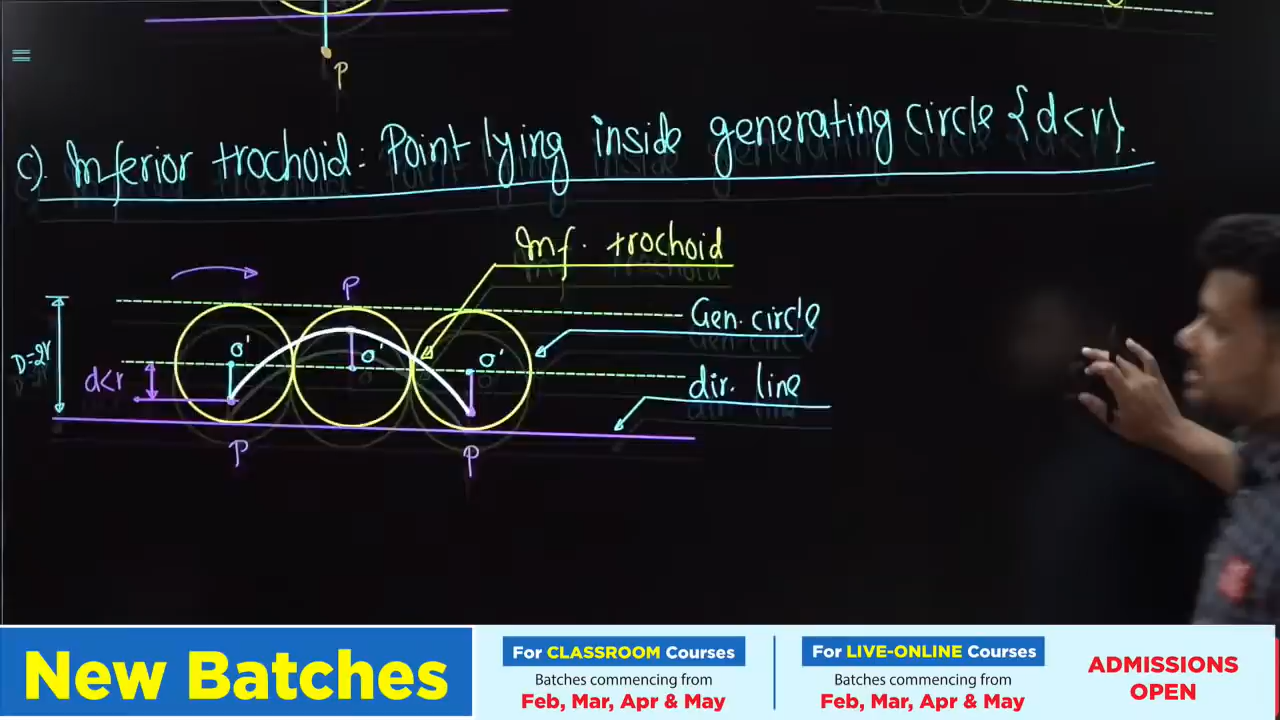 P
c). Inferior trochoid: Point lying inside generating circle {d<r}.
Inf. trochoid
P
Gen. circle
O' O' O'
D=2r
d<r
dir. line
P P
New Batches
For CLASSROOM Courses
Batches commencing from
Feb, Mar, Apr & May
For LIVE-ONLINE Courses
Batches commencing from
Feb, Mar, Apr & May
ADMISSIONS
OPEN